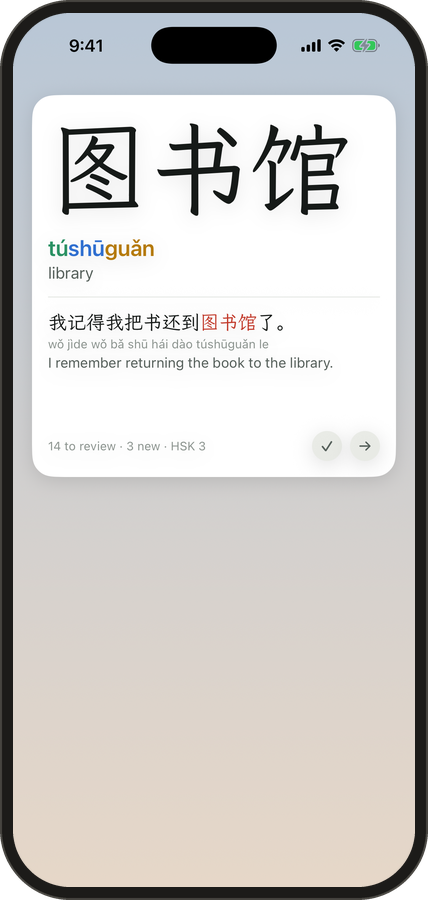 9:41
图书馆
túshūguǎn
library
我记得我把书还到图书馆了。
wǒ jìde wǒ bǎ shū hái dào túshūguǎn le
I remember returning the book to the library.
14 to review · 3 new · HSK 3